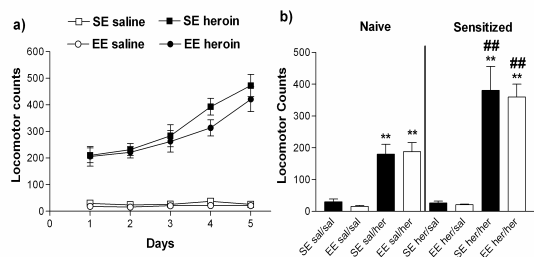 a)
SE saline
SE heroin
EE saline
EE heroin
Locomotor counts
600
500
400
300
200
100
0
0
1
2
3
4
5
Days
b)
Naive
Sensitized
Locomotor Counts
500
400
300
200
100
0
**
**
##
**
##
**
SE sal/sal
EE sal/sal
SE sal/her
EE sal/her
SE her/sal
EE her/sal
SE her/her
EE her/her